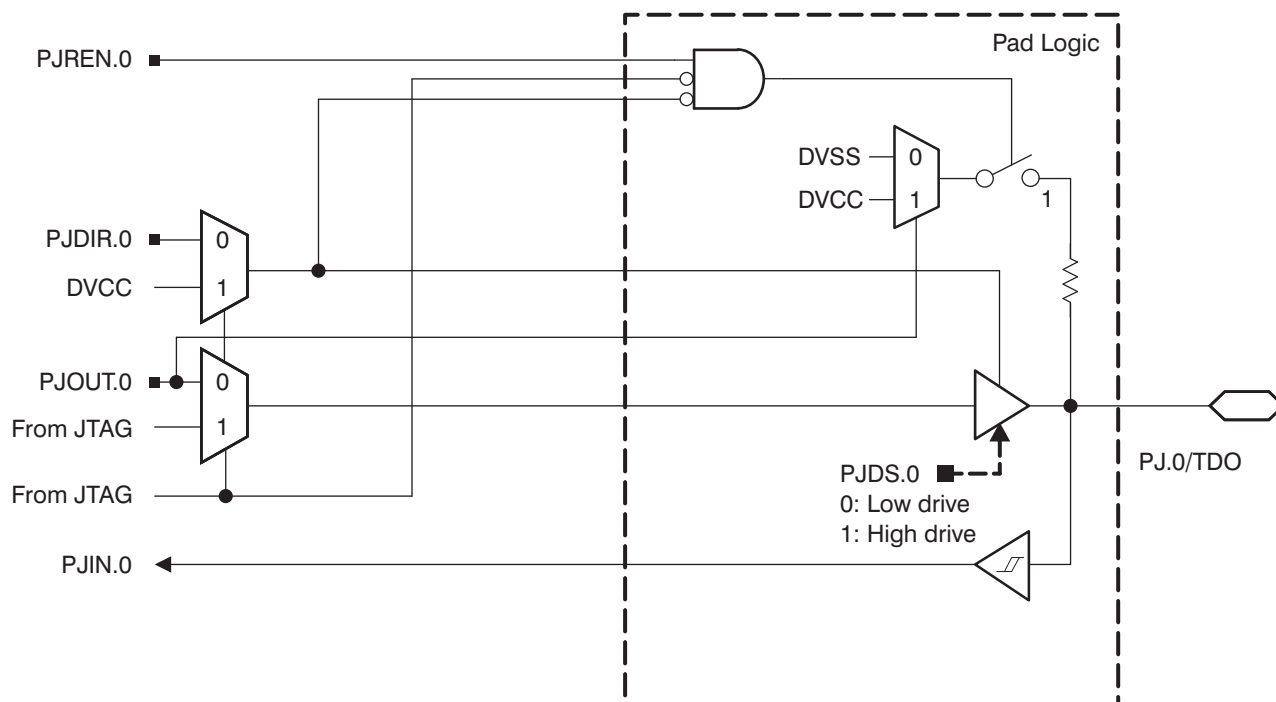 Pad Logic
PJREN.0
DVSS
0
DVCC
1
1
PJDIR.0
0
DVCC
1
PJOUT.0
0
From JTAG
1
PJ.0/TDO
PJDS.0
0: Low drive
1: High drive
From JTAG
PJIN.0